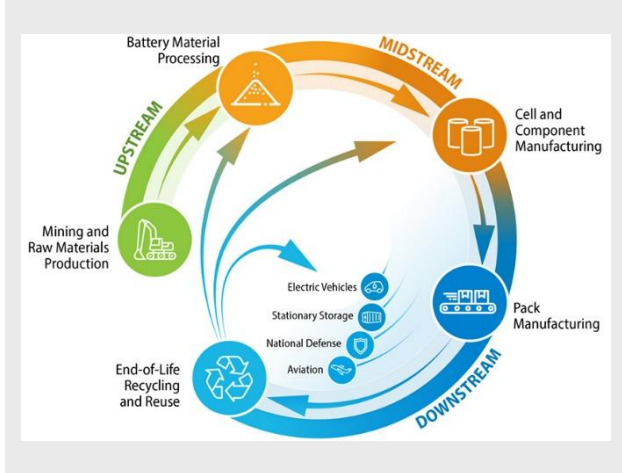 Battery Material
Processing
MIDSTREAM
UPSTREAM
Cell and
Component
Manufacturing
Mining and
Raw Materials
Production
Electric Vehicles
Stationary Storage
National Defense
Aviation
Pack
Manufacturing
End-of-Life
Recycling
and Reuse
DOWNSTREAM